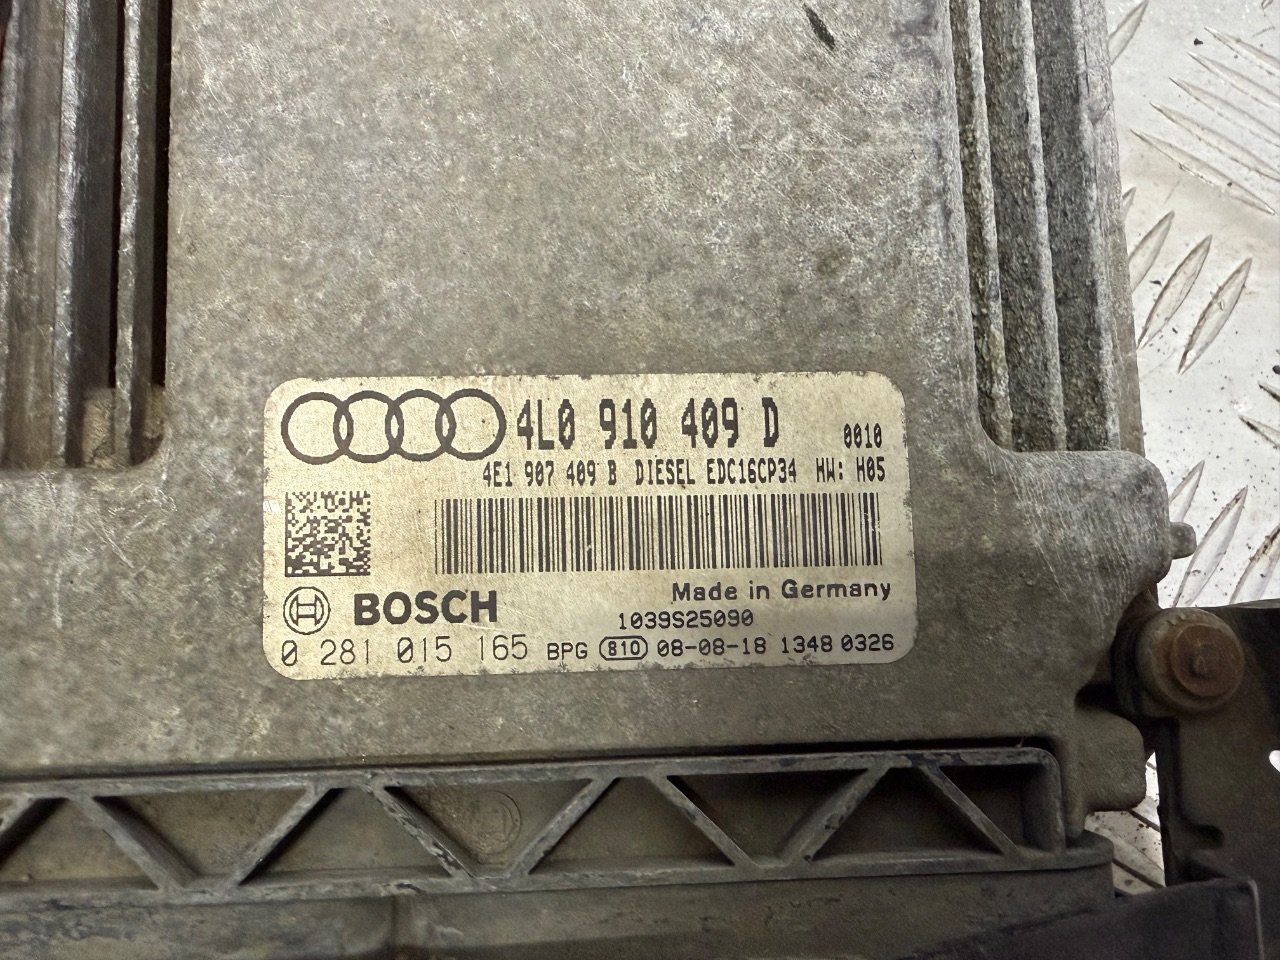 4L0 910 409 D 0010
4E1 907 409 B DIESEL EDC16CP34 HW: H05
Made in Germany
BOSCH 1039S25090
0 281 015 165 BPG 810 08-08-18 1348 0326